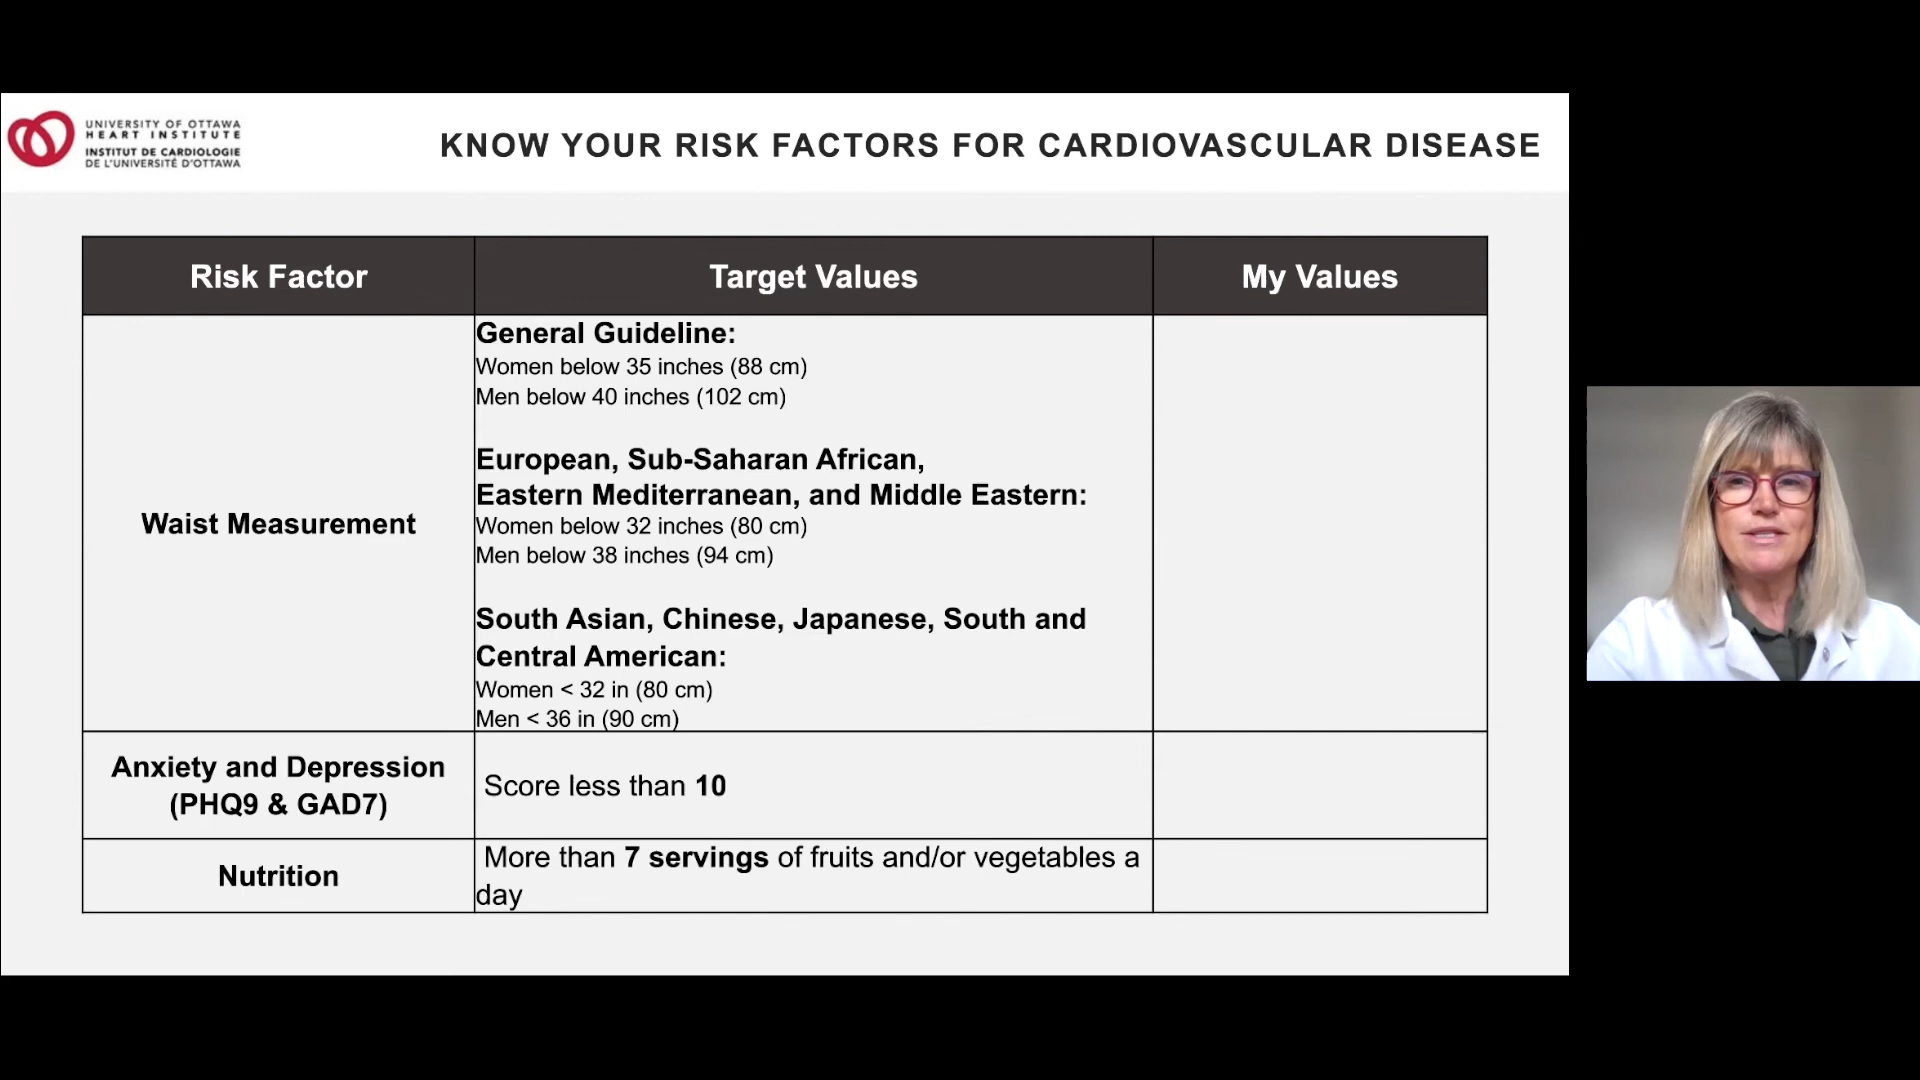 UNIVERSITY OF OTTAWA
HEART INSTITUTE
INSTITUT DE CARDIOLOGIE
DE L'UNIVERSITÉ D'OTTAWA
KNOW YOUR RISK FACTORS FOR CARDIOVASCULAR DISEASE
Risk Factor
Target Values
My Values
Waist Measurement
General Guideline:
Women below 35 inches (88 cm)
Men below 40 inches (102 cm)
European, Sub-Saharan African,
Eastern Mediterranean, and Middle Eastern:
Women below 32 inches (80 cm)
Men below 38 inches (94 cm)
South Asian, Chinese, Japanese, South and
Central American:
Women < 32 in (80 cm)
Men < 36 in (90 cm)
Anxiety and Depression
(PHQ9 & GAD7)
Score less than 10
Nutrition
More than 7 servings of fruits and/or vegetables a
day